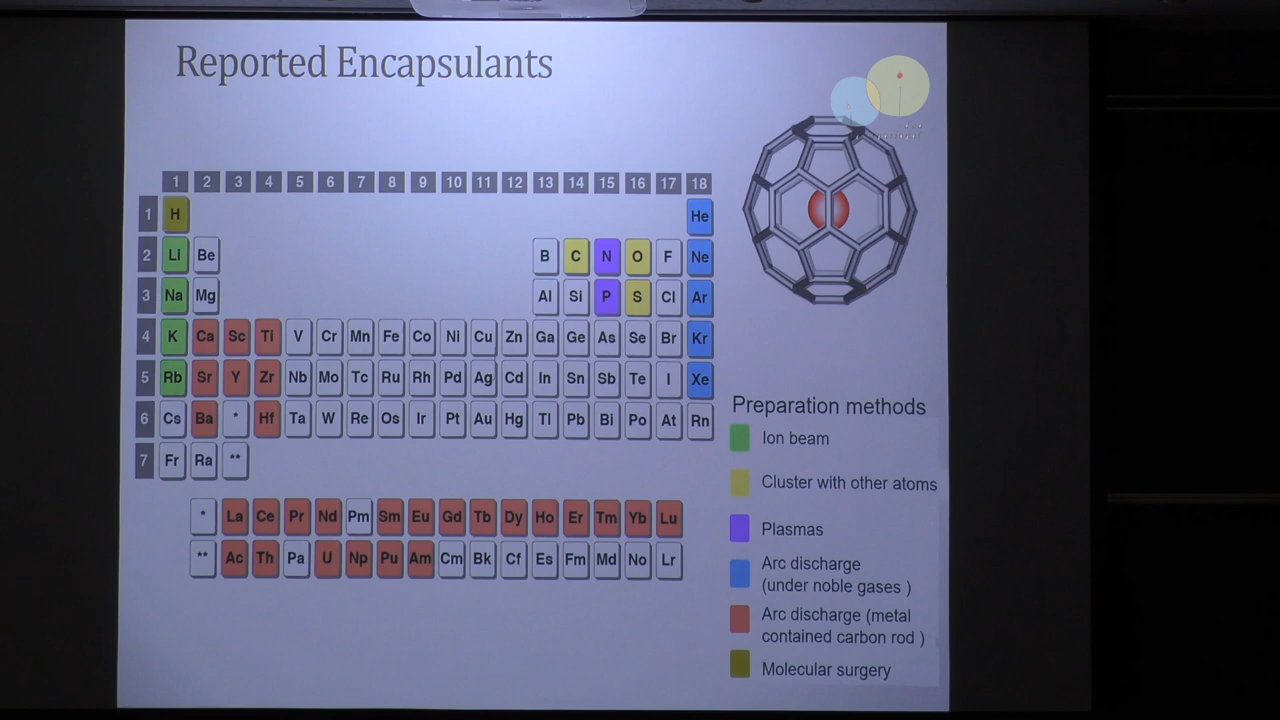 Reported Encapsulants
1 2 3 4 5 6 7 8 9 10 11 12 13 14 15 16 17 18
1 H He
2 Li Be B C N O F Ne
3 Na Mg Al Si P S Cl Ar
4 K Ca Sc Ti V Cr Mn Fe Co Ni Cu Zn Ga Ge As Se Br Kr
5 Rb Sr Y Zr Nb Mo Tc Ru Rh Pd Ag Cd In Sn Sb Te I Xe
6 Cs Ba * Hf Ta W Re Os Ir Pt Au Hg Tl Pb Bi Po At Rn
7 Fr Ra **
* La Ce Pr Nd Pm Sm Eu Gd Tb Dy Ho Er Tm Yb Lu
** Ac Th Pa U Np Pu Am Cm Bk Cf Es Fm Md No Lr
Preparation methods
Ion beam
Cluster with other atoms
Plasmas
Arc discharge
(under noble gases )
Arc discharge (metal
contained carbon rod )
Molecular surgery